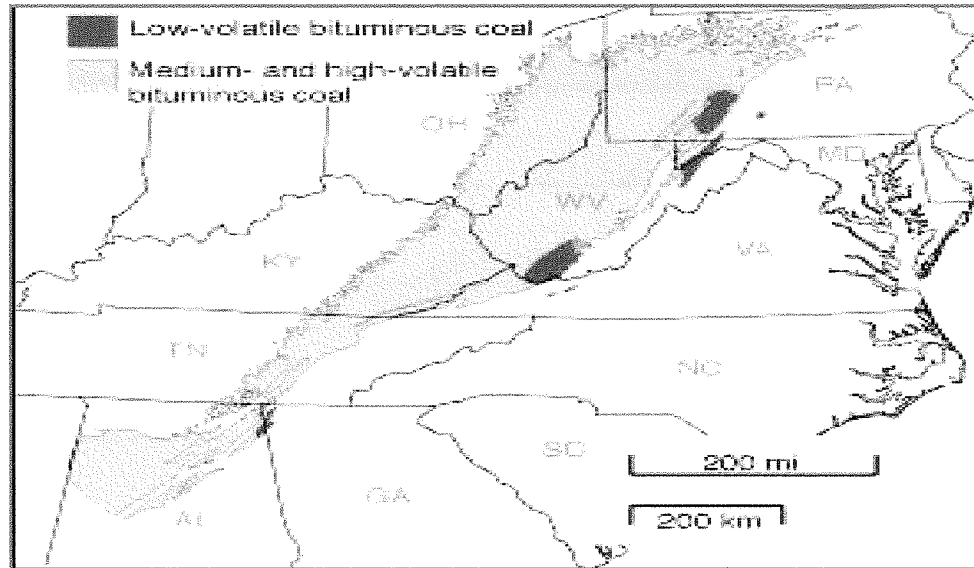 Low-volatile bituminous coal
Medium- and high-volatile
bituminous coal
OH
PA
MD
WV
KY
VA
TN
NC
SC
AL
GA
200 mi
200 km